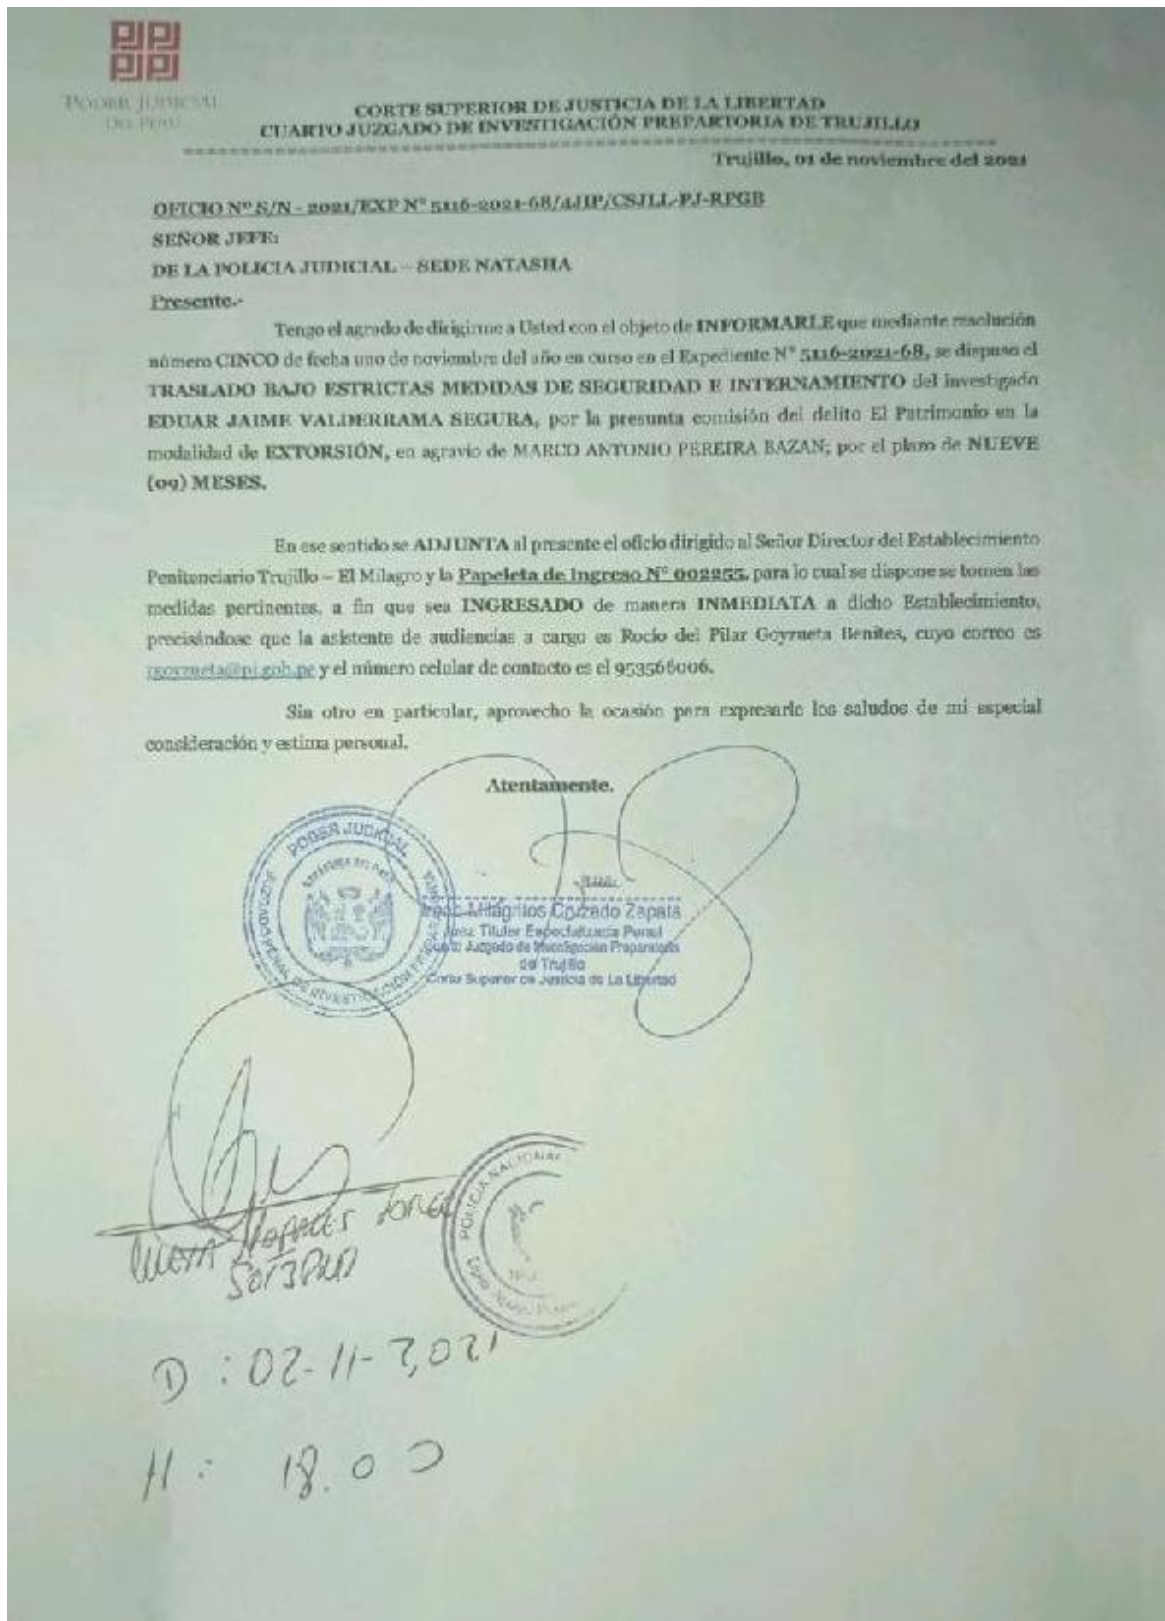 PODER JUDICIAL
DEL PERÚ
CORTE SUPERIOR DE JUSTICIA DE LA LIBERTAD
CUARTO JUZGADO DE INVESTIGACIÓN PREPARTORIA DE TRUJILLO
Trujillo, 01 de noviembre del 2021
OFICIO N° S/N - 2021/EXP N° 5116-2021-68/4JIP/CSJLL-PJ-RPGB
SEÑOR JEFE:
DE LA POLICIA JUDICIAL – SEDE NATASHA
Presente.-
Tengo el agrado de dirigirme a Usted con el objeto de INFORMARLE que mediante resolución
número CINCO de fecha uno de noviembre del año en curso en el Expediente N° 5116-2021-68, se dispuso el
TRASLADO BAJO ESTRICTAS MEDIDAS DE SEGURIDAD E INTERNAMIENTO del investigado
EDUAR JAIME VALDERRAMA SEGURA, por la presunta comisión del delito El Patrimonio en la
modalidad de EXTORSIÓN, en agravio de MARCO ANTONIO PEREIRA BAZAN; por el plazo de NUEVE
(09) MESES.
En ese sentido se ADJUNTA al presente el oficio dirigido al Señor Director del Establecimiento
Penitenciario Trujillo – El Milagro y la Papeleta de Ingreso N° 002255, para lo cual se dispone se tomen las
medidas pertinentes, a fin que sea INGRESADO de manera INMEDIATA a dicho Establecimiento,
precisándose que la asistente de audiencias a cargo es Rocío del Pilar Goyzueta Benites, cuyo correo es
rgoyzueta@pj.gob.pe y el número celular de contacto es el 953566006.
Sin otro en particular, aprovecho la ocasión para expresarle los saludos de mi especial
consideración y estima personal.
Atentamente.
PODER JUDICIAL
Milagritos Corzado Zapata
Juez Titular Especializada Penal
Cuarto Juzgado de Investigación Preparatoria
de Trujillo
Corte Superior de Justicia de La Libertad
POLICIA NACIONAL
JORGE
D : 02-11-2021
H : 18.00